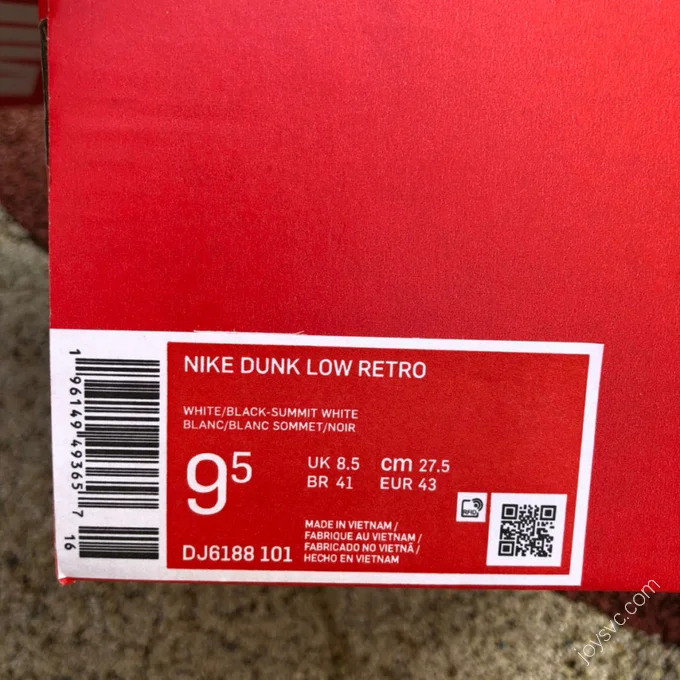 NIKE DUNK LOW RETRO
WHITE/BLACK-SUMMIT WHITE
BLANC/BLANC SOMMET/NOIR
9⁵
UK 8.5 cm 27.5
BR 41 EUR 43
RFID
MADE IN VIETNAM /
FABRIQUE AU VIETNAM /
FABRICADO NO VIETNÃ /
HECHO EN VIETNAM
DJ6188 101
1 96149 49365 7
16
joysvc.com